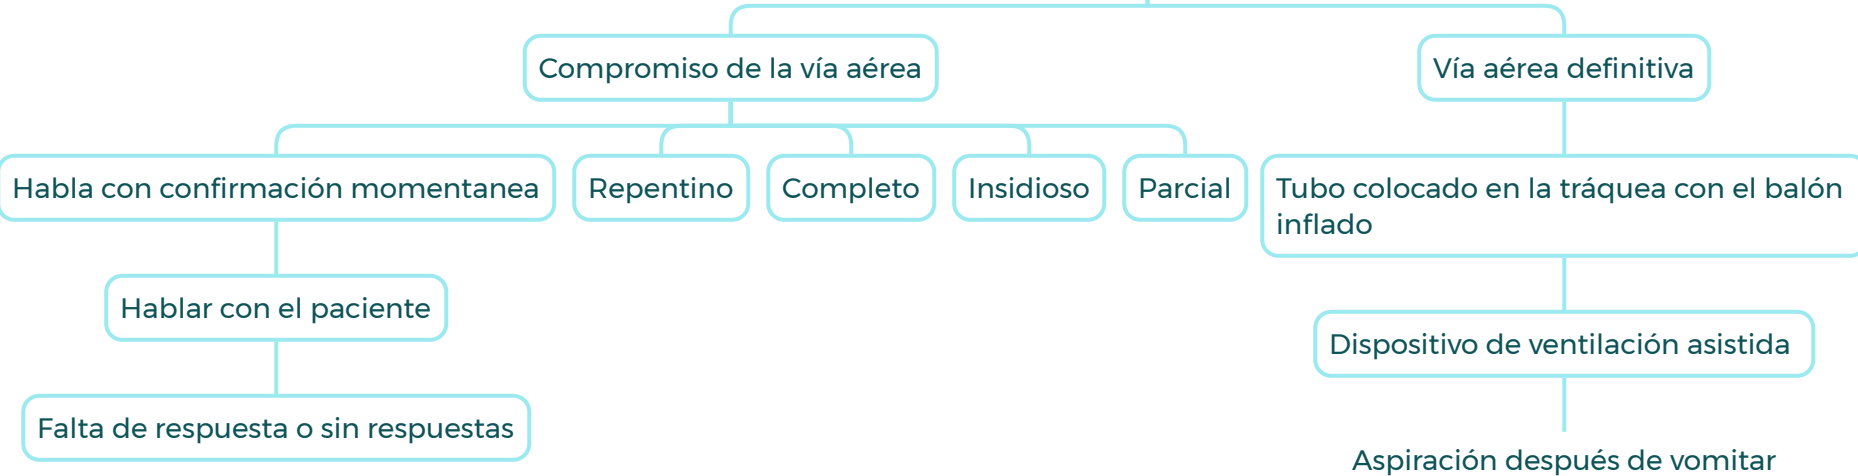 Compromiso de la vía aérea
Vía aérea definitiva
Habla con confirmación momentanea
Repentino
Completo
Insidioso
Parcial
Tubo colocado en la tráquea con el balón
inflado
Hablar con el paciente
Dispositivo de ventilación asistida
Falta de respuesta o sin respuestas
Aspiración después de vomitar